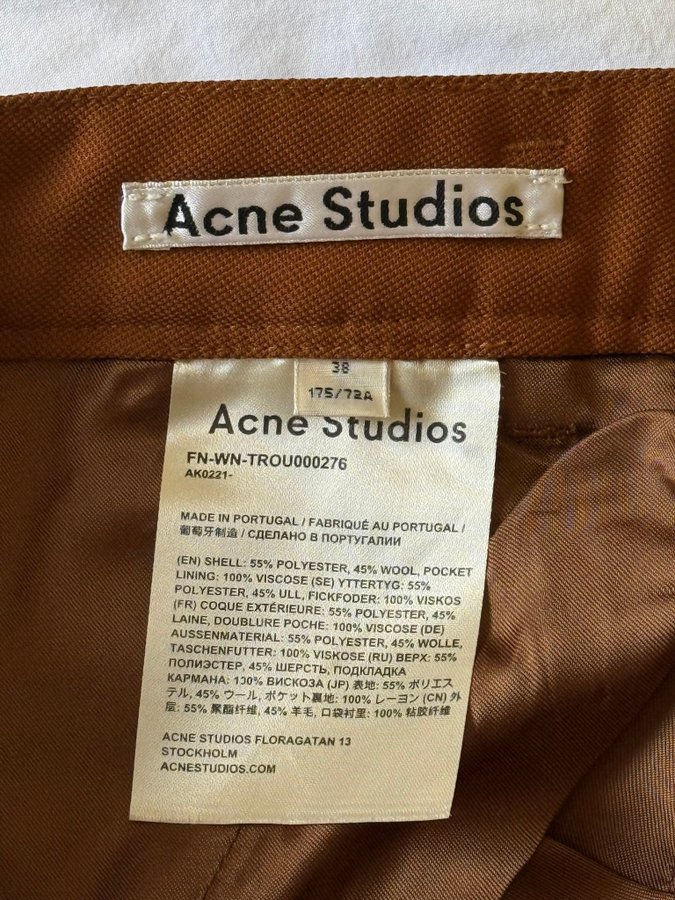 Acne Studios
38
175/72A
Acne Studios
FN-WN-TROU000276
AK0221-
MADE IN PORTUGAL / FABRIQUÉ AU PORTUGAL /
葡萄牙制造 / СДЕЛАНО В ПОРТУГАЛИИ
(EN) SHELL: 55% POLYESTER, 45% WOOL, POCKET
LINING: 100% VISCOSE (SE) YTTERTYG: 55%
POLYESTER, 45% ULL, FICKFODER: 100% VISKOS
(FR) COQUE EXTÉRIEURE: 55% POLYESTER, 45%
LAINE, DOUBLURE POCHE: 100% VISCOSE (DE)
AUSSENMATERIAL: 55% POLYESTER, 45% WOLLE,
TASCHENFUTTER: 100% VISKOSE (RU) ВЕРХ: 55%
ПОЛИЭСТЕР, 45% ШЕРСТЬ, ПОДКЛАДКА
КАРМАНА: 100% ВИСКОЗА (JP) 表地: 55% ポリエス
テル, 45% ウール, ポケット裏地: 100% レーヨン (CN) 外
层: 55% 聚酯纤维, 45% 羊毛, 口袋衬里: 100% 粘胶纤维
ACNE STUDIOS FLORAGATAN 13
STOCKHOLM
ACNESTUDIOS.COM